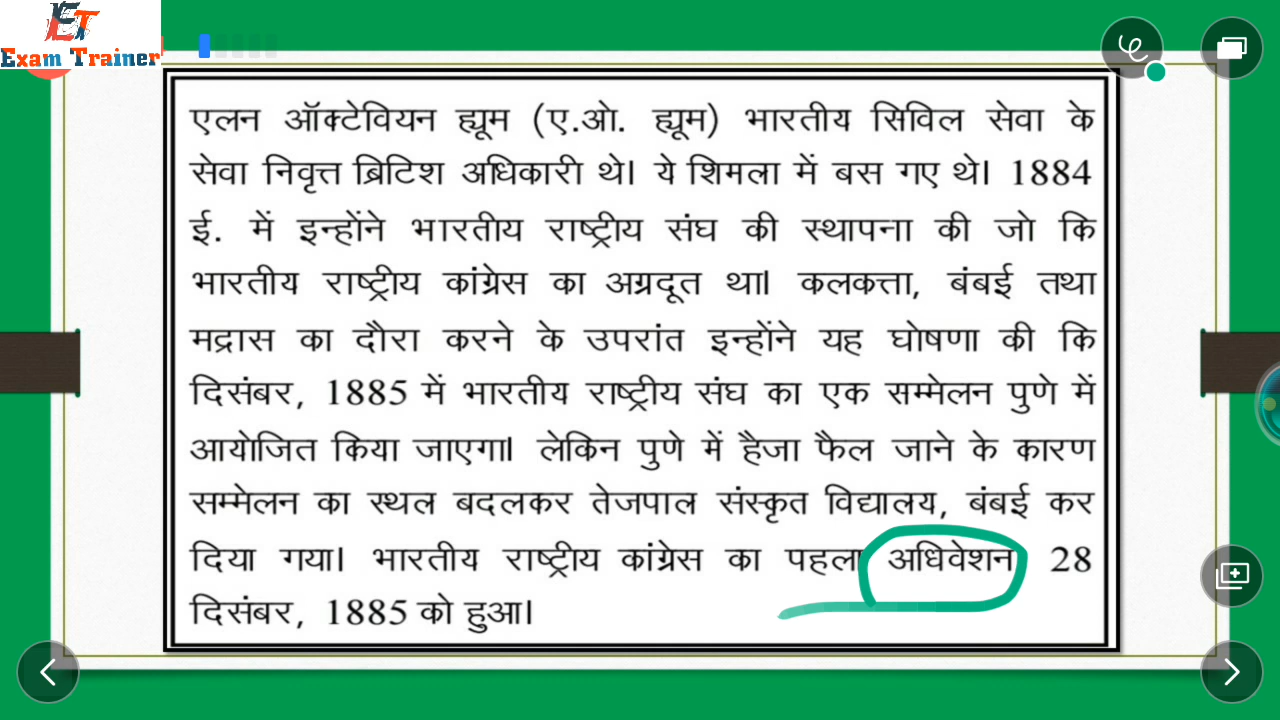 ET
Exam Trainer
एलन ऑक्टेवियन ह्यूम (ए.ओ. ह्यूम) भारतीय सिविल सेवा के
सेवा निवृत्त ब्रिटिश अधिकारी थे। ये शिमला में बस गए थे। 1884
ई. में इन्होंने भारतीय राष्ट्रीय संघ की स्थापना की जो कि
भारतीय राष्ट्रीय कांग्रेस का अग्रदूत था। कलकत्ता, बंबई तथा
मद्रास का दौरा करने के उपरांत इन्होंने यह घोषणा की कि
दिसंबर, 1885 में भारतीय राष्ट्रीय संघ का एक सम्मेलन पुणे में
आयोजित किया जाएगा। लेकिन पुणे में हैजा फैल जाने के कारण
सम्मेलन का स्थल बदलकर तेजपाल संस्कृत विद्यालय, बंबई कर
दिया गया। भारतीय राष्ट्रीय कांग्रेस का पहला अधिवेशन 28
दिसंबर, 1885 को हुआ।